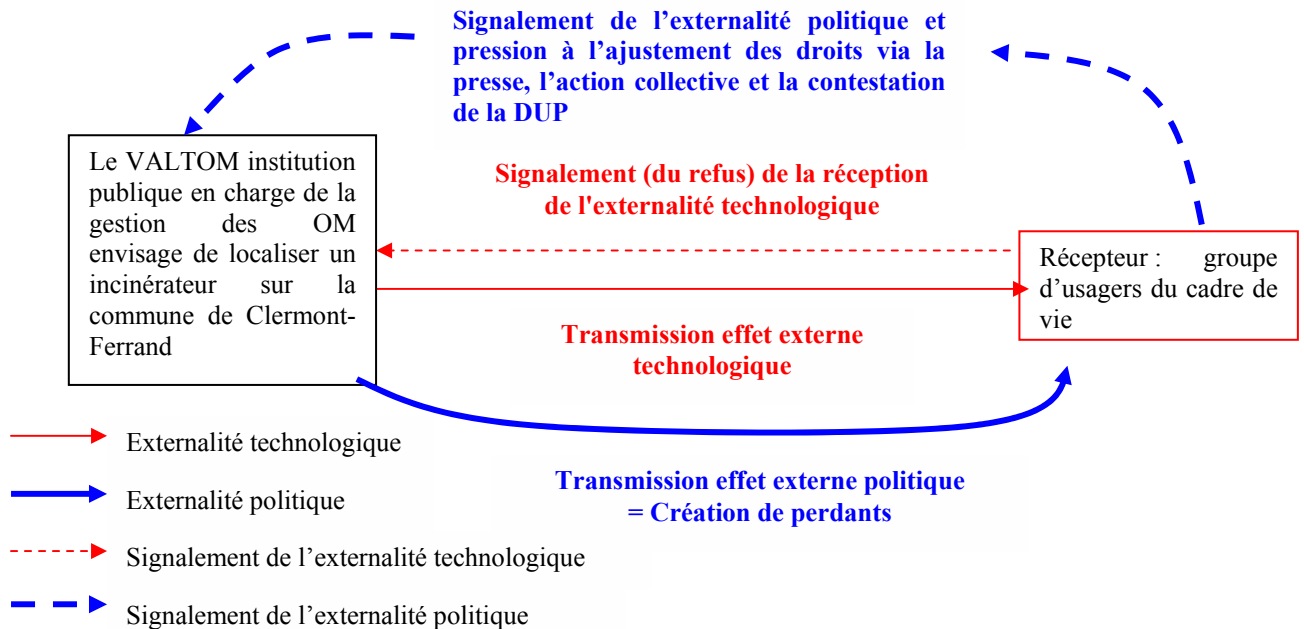 Signalement de l’externalité politique et
pression à l’ajustement des droits via la
presse, l’action collective et la contestation
de la DUP
Le VALTOM institution
publique en charge de la
gestion des OM
envisage de localiser un
incinérateur sur la
commune de Clermont-
Ferrand
Signalement (du refus) de la réception
de l'externalité technologique
Récepteur : groupe
d’usagers du cadre de
vie
Transmission effet externe
technologique
Transmission effet externe politique
= Création de perdants
Externalité technologique
Externalité politique
Signalement de l’externalité technologique
Signalement de l’externalité politique